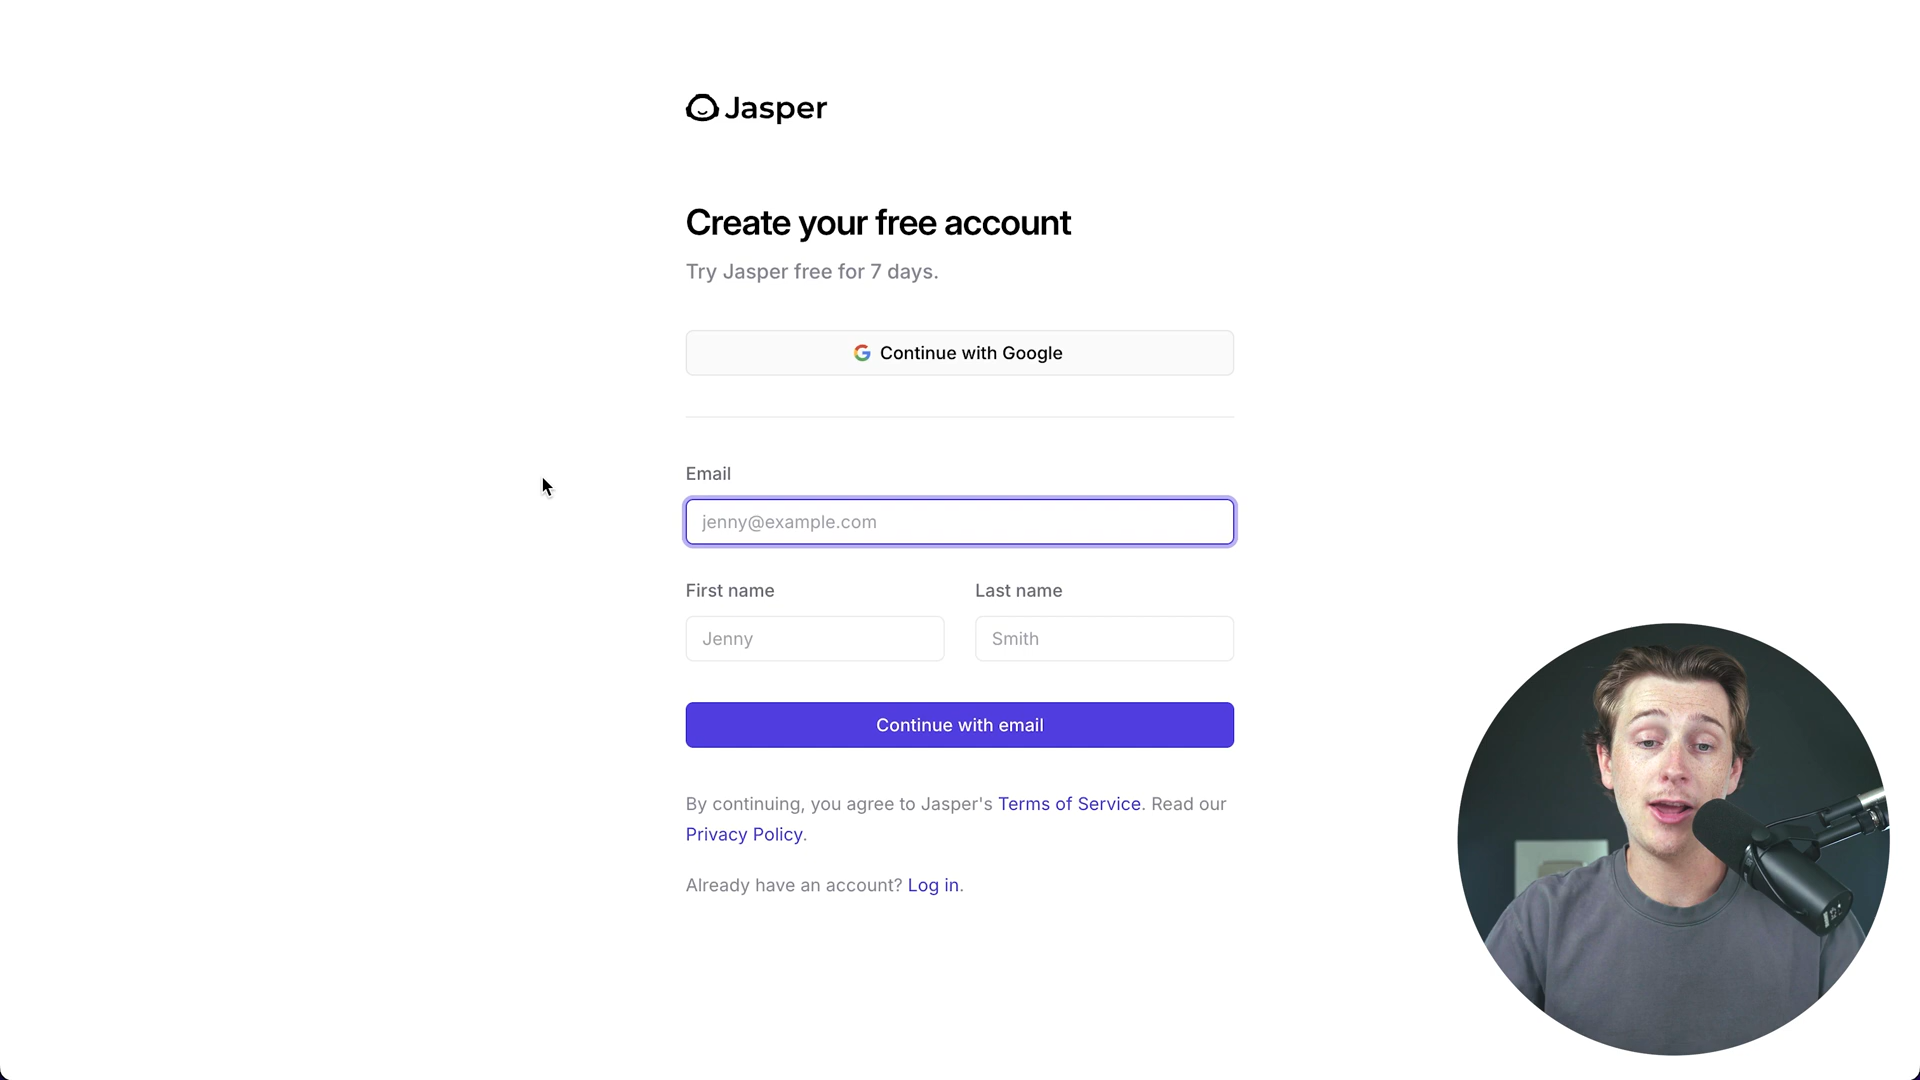 Jasper
Create your free account
Try Jasper free for 7 days.
Continue with Google
Email
jenny@example.com
First name
Last name
Jenny
Smith
Continue with email
By continuing, you agree to Jasper's Terms of Service. Read our
Privacy Policy.
Already have an account? Log in.